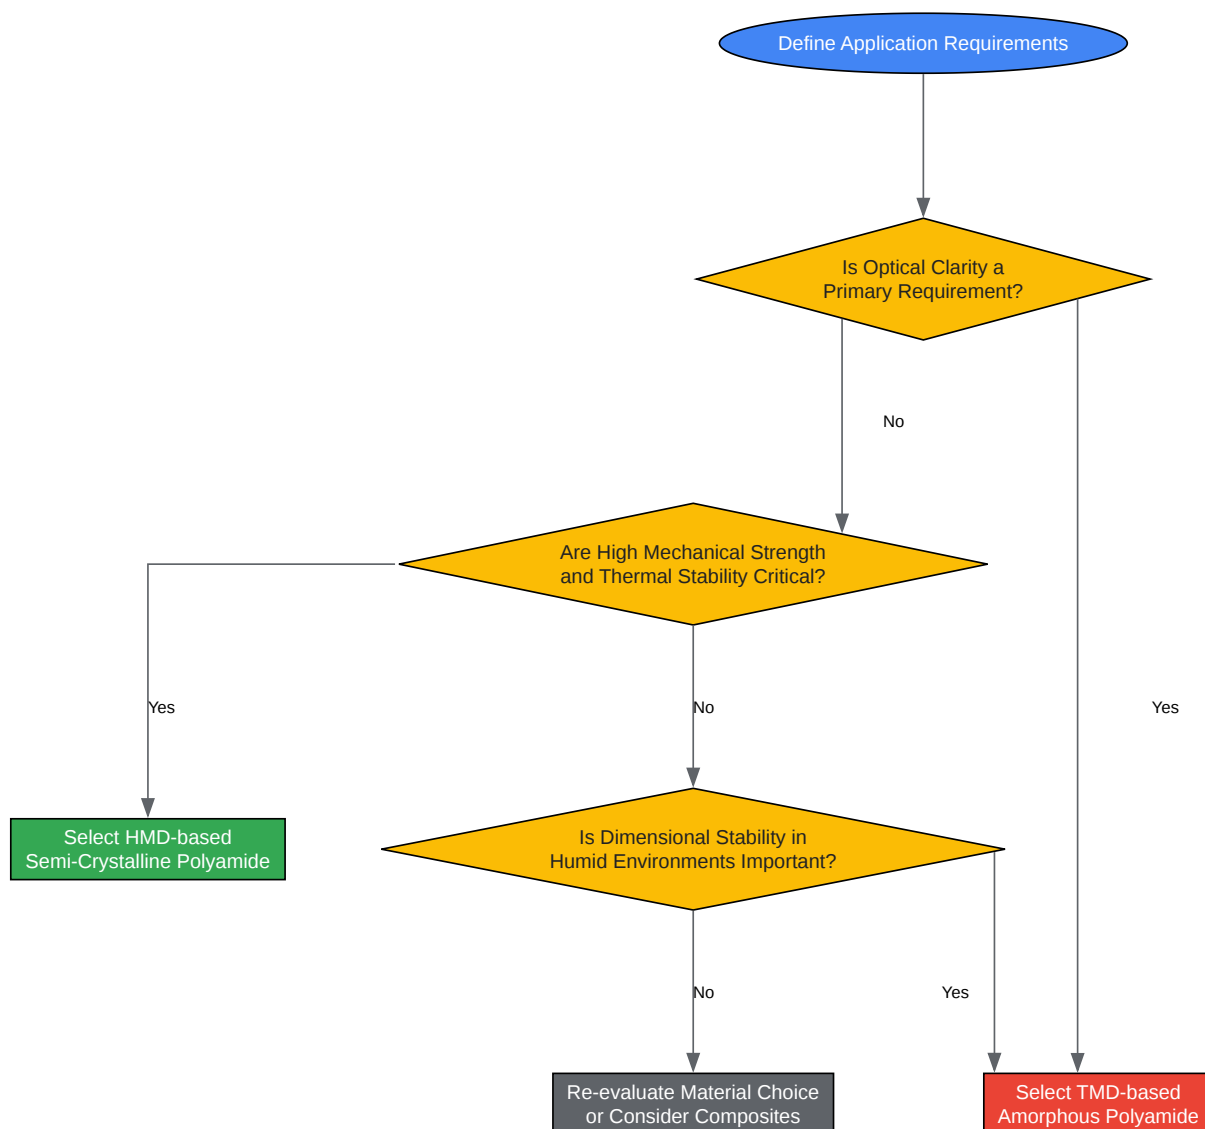 Define Application Requirements
Is Optical Clarity a
Primary Requirement?
No
Are High Mechanical Strength
and Thermal Stability Critical?
Yes
No
Yes
Select HMD-based
Semi-Crystalline Polyamide
Is Dimensional Stability in
Humid Environments Important?
No
Yes
Re-evaluate Material Choice
or Consider Composites
Select TMD-based
Amorphous Polyamide